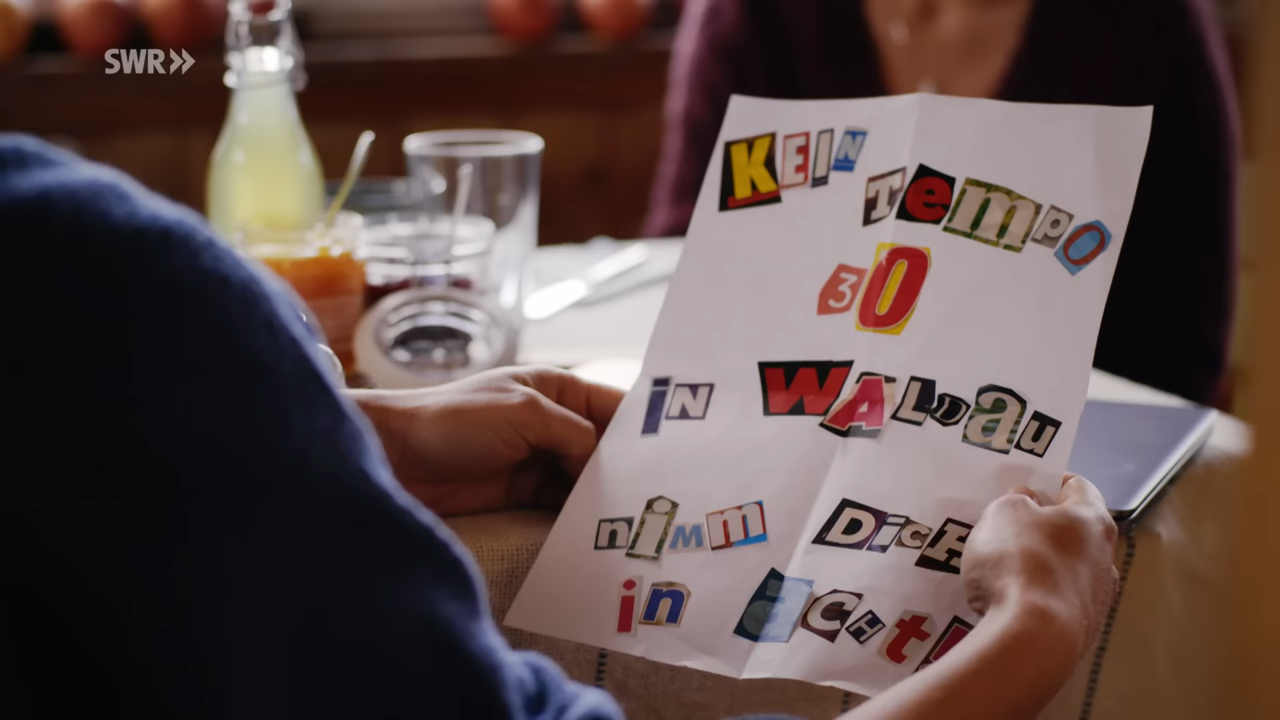 SWR
KEIN TEMPO
30
iN WALDau
niMm DicH
in acHt!